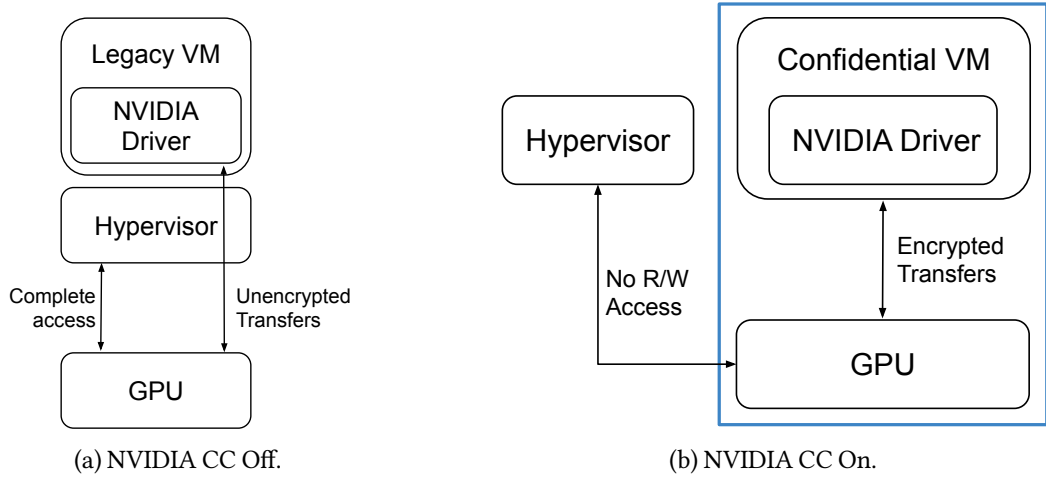 Legacy VM
NVIDIA
Driver
Hypervisor
Complete
access
Unencrypted
Transfers
GPU
(a) NVIDIA CC Off.
Confidential VM
NVIDIA Driver
Hypervisor
Encrypted
Transfers
No R/W
Access
GPU
(b) NVIDIA CC On.